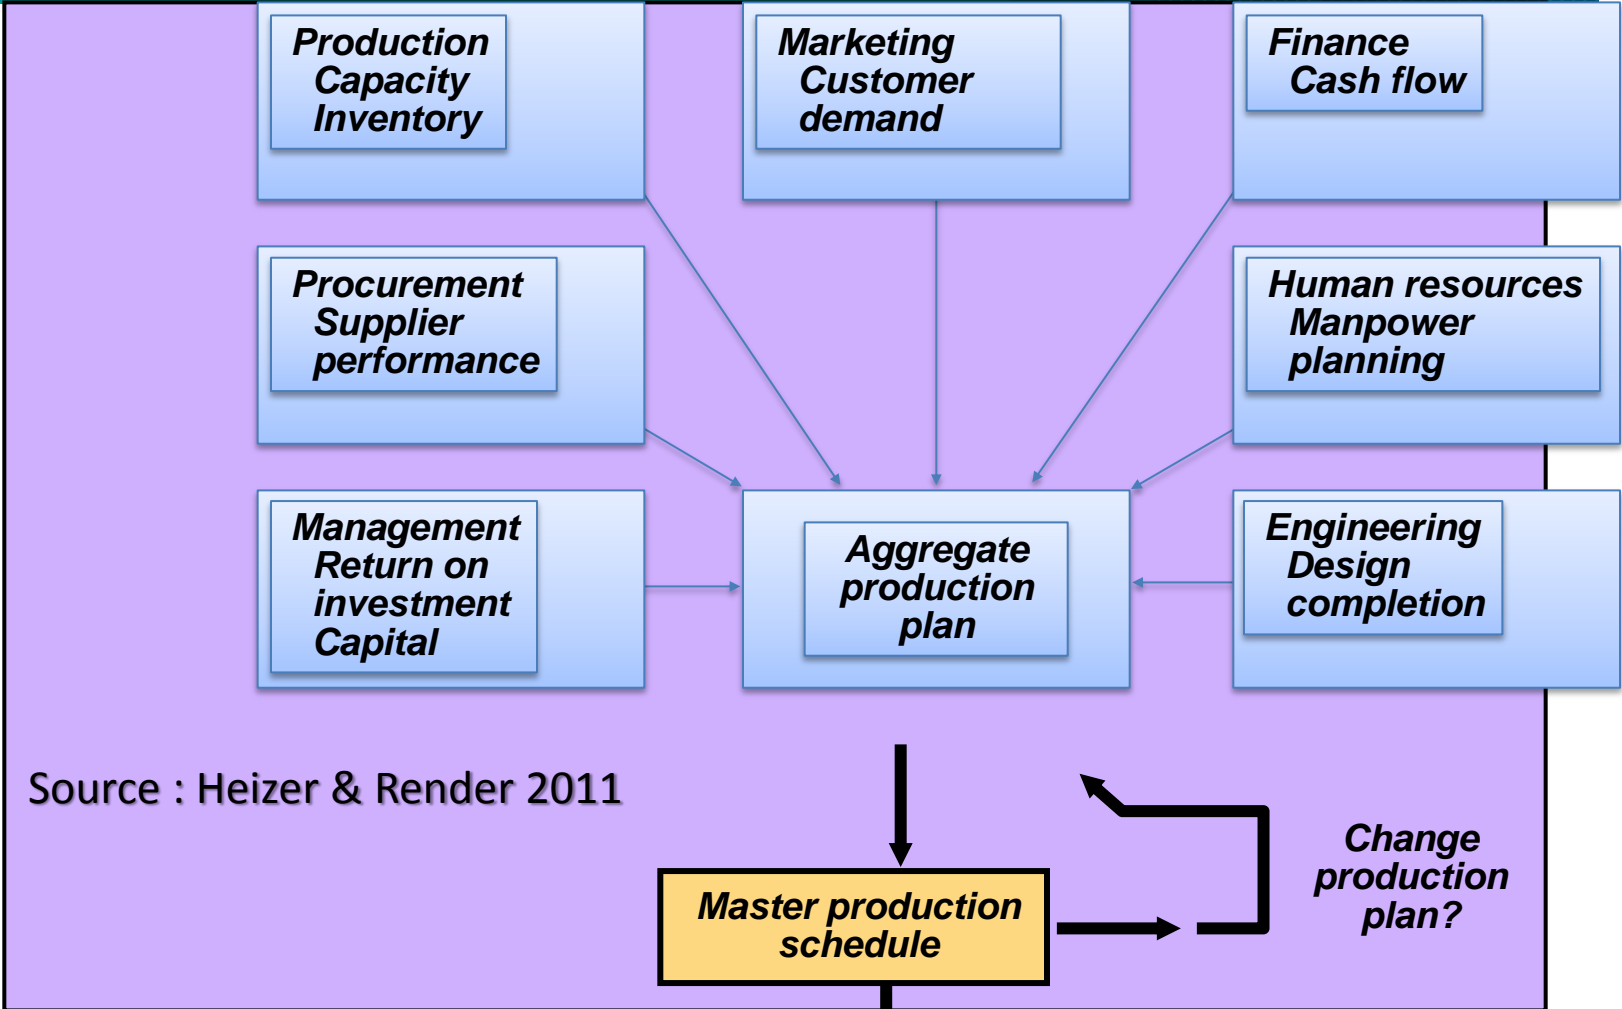 Production
Capacity
Inventory
Marketing
Customer
demand
Finance
Cash flow
Procurement
Supplier
performance
Human resources
Manpower
planning
Management
Return on
investment
Capital
Aggregate
production
plan
Engineering
Design
completion
Source : Heizer & Render 2011
Change
production
plan?
Master production
schedule